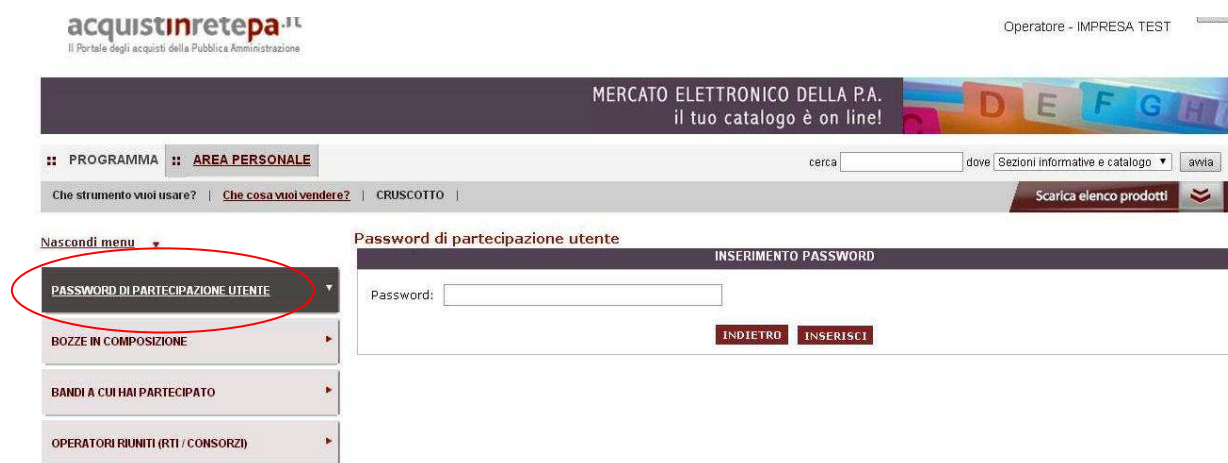 acquistinretepa.it
Il Portale degli acquisti della Pubblica Amministrazione
Operatore - IMPRESA TEST
MERCATO ELETTRONICO DELLA P.A.
il tuo catalogo è on line!
C D E F G H
:: PROGRAMMA :: AREA PERSONALE
cerca dove Sezioni informative e catalogo avvia
Che strumento vuoi usare? | Che cosa vuoi vendere? | CRUSCOTTO |
Scarica elenco prodotti
Nascondi menu
Password di partecipazione utente
INSERIMENTO PASSWORD
PASSWORD DI PARTECIPAZIONE UTENTE
Password:
INDIETRO INSERISCI
BOZZE IN COMPOSIZIONE
BANDI A CUI HAI PARTECIPATO
OPERATORI RIUNITI (RTI / CONSORZI)